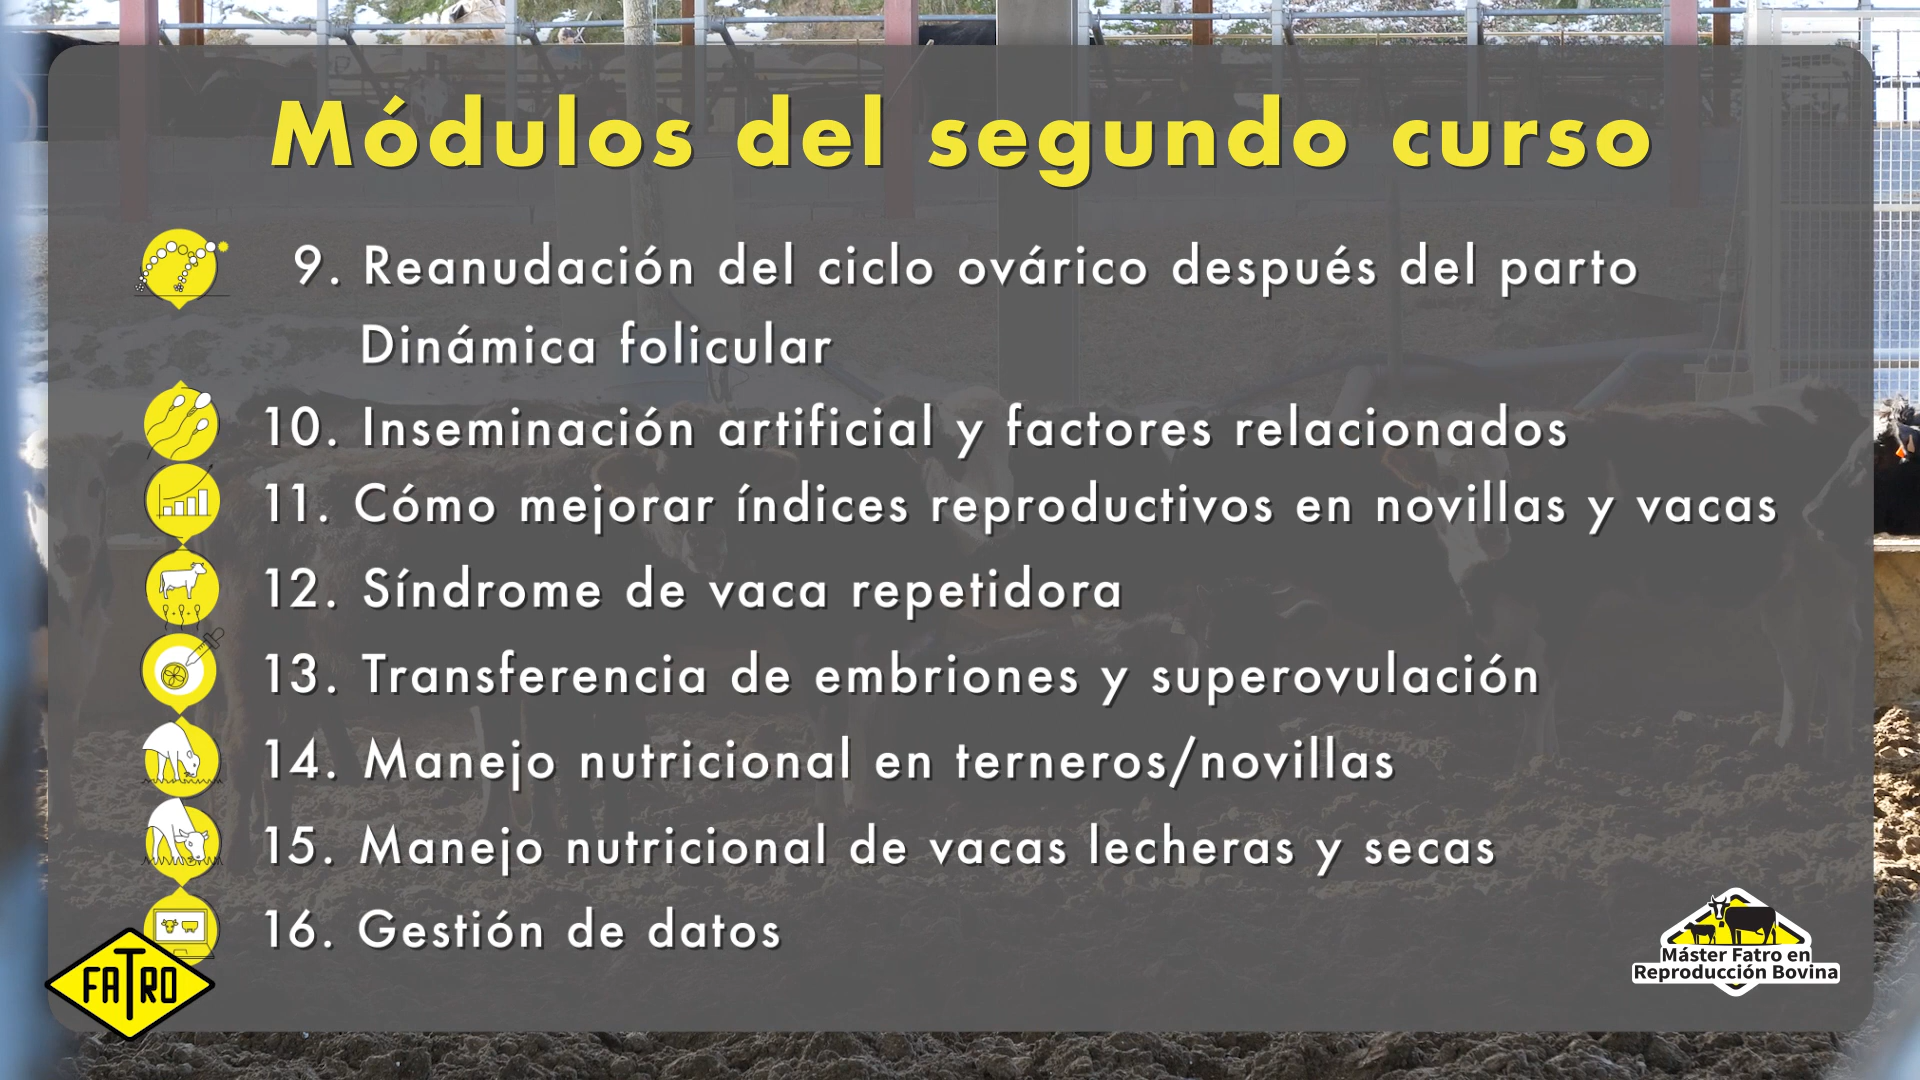 Módulos del segundo curso
9. Reanudación del ciclo ovárico después del parto
Dinámica folicular
10. Inseminación artificial y factores relacionados
11. Cómo mejorar índices reproductivos en novillas y vacas
12. Síndrome de vaca repetidora
13. Transferencia de embriones y superovulación
14. Manejo nutricional en terneros/novillas
15. Manejo nutricional de vacas lecheras y secas
16. Gestión de datos
FATRO
Máster Fatro en
Reproducción Bovina